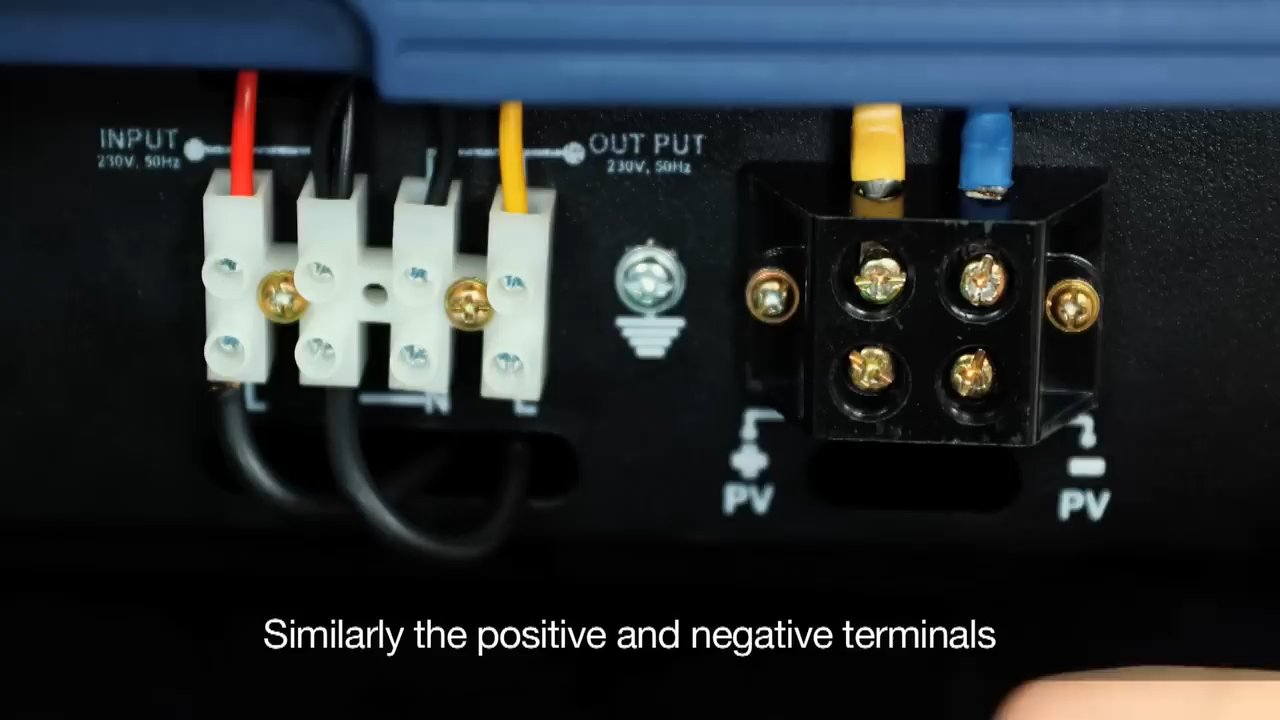 INPUT
230V, 50Hz
OUT PUT
230V, 50Hz
L
N
L
PV
PV
Similarly the positive and negative terminals